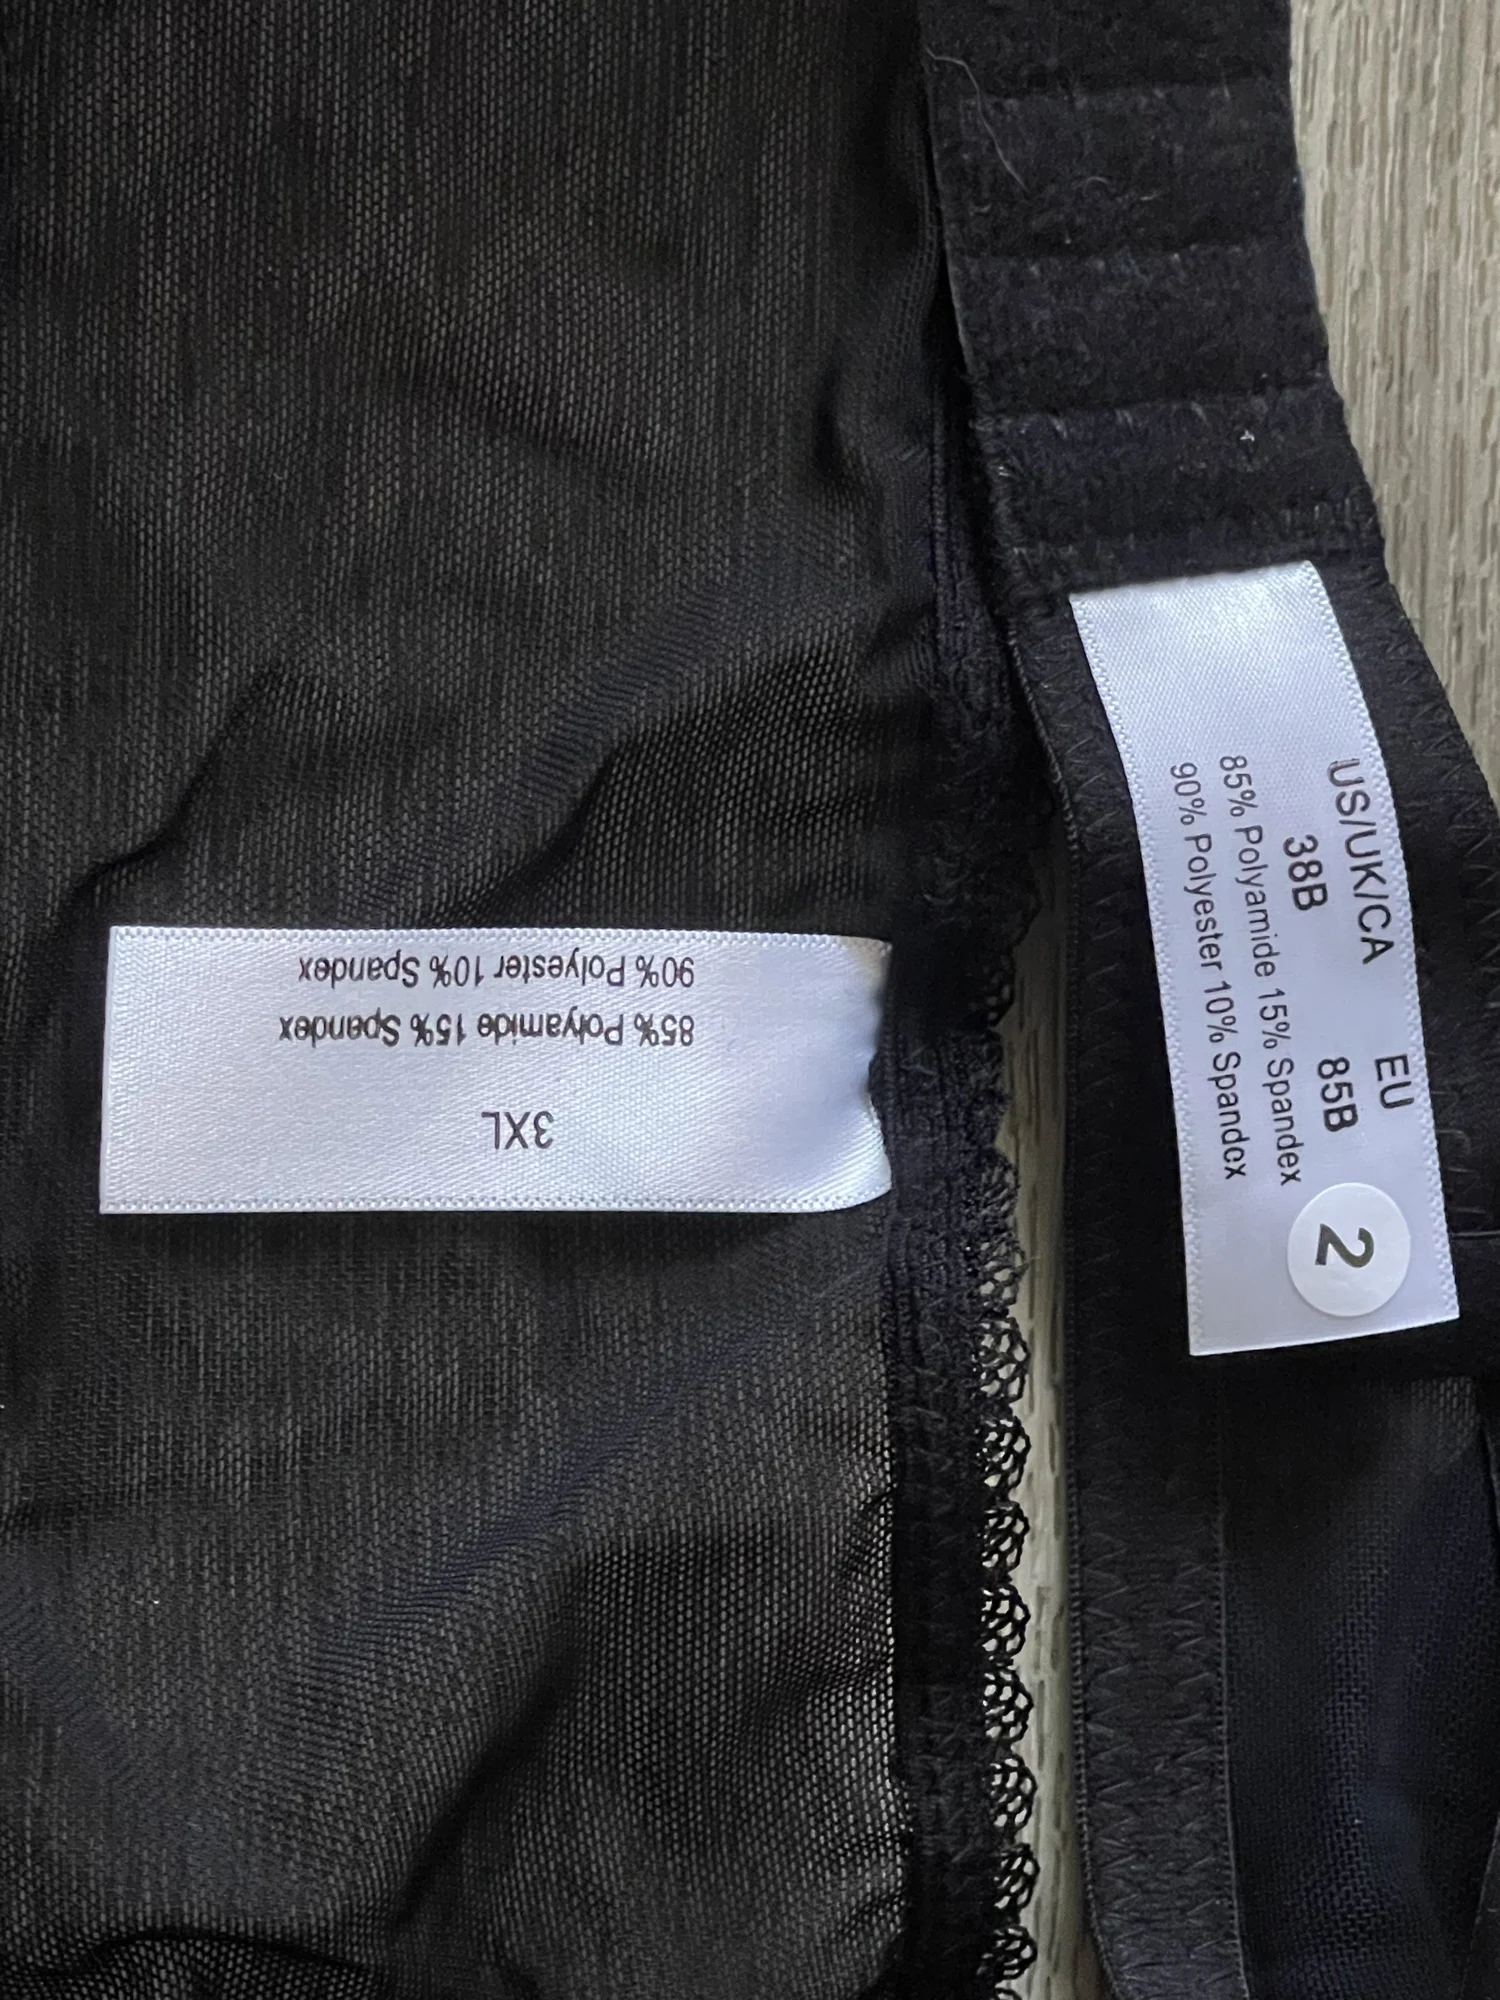 3XL
85% Polyamide 15% Spandex
90% Polyester 10% Spandex
US/UK/CA EU
38B 85B
85% Polyamide 15% Spandex
90% Polyester 10% Spandex
2